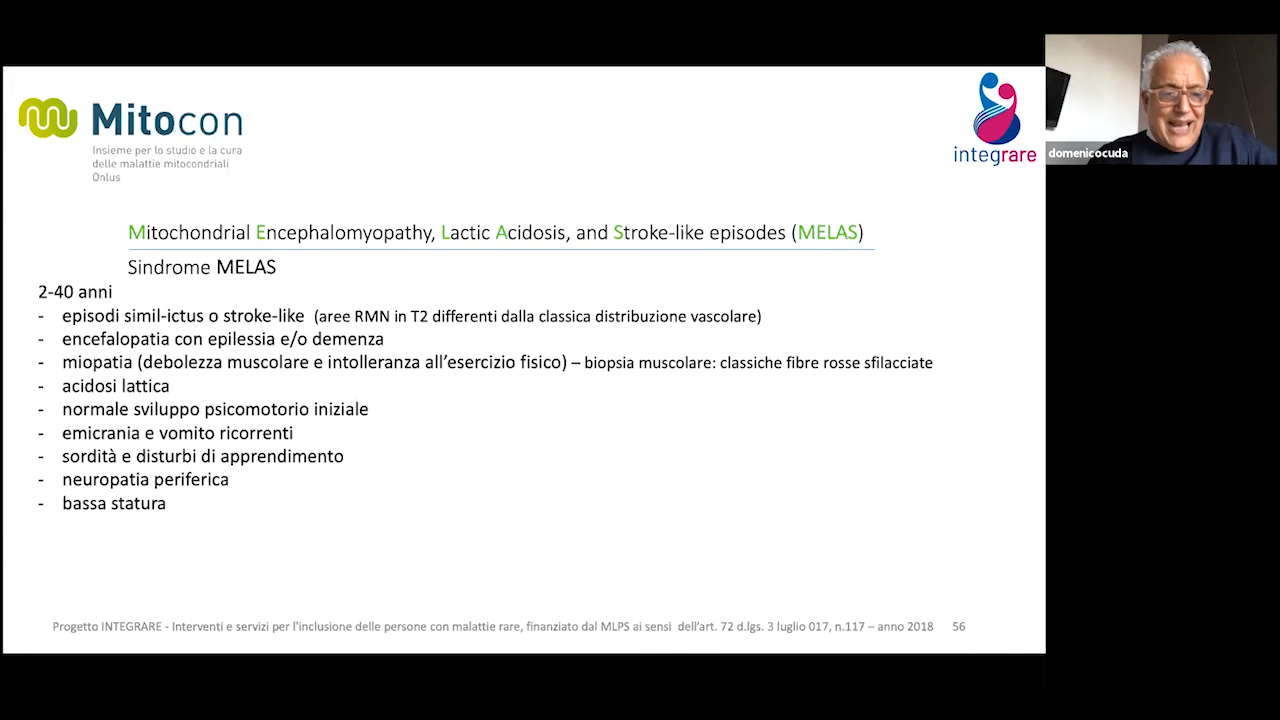 Mitocon
Insieme per lo studio e la cura
delle malattie mitocondriali
Onlus
integrare
domenicocuda
Mitochondrial Encephalomyopathy, Lactic Acidosis, and Stroke-like episodes (MELAS)
Sindrome MELAS
2-40 anni
- episodi simil-ictus o stroke-like (aree RMN in T2 differenti dalla classica distribuzione vascolare)
- encefalopatia con epilessia e/o demenza
- miopatia (debolezza muscolare e intolleranza all'esercizio fisico) – biopsia muscolare: classiche fibre rosse sfilacciate
- acidosi lattica
- normale sviluppo psicomotorio iniziale
- emicrania e vomito ricorrenti
- sordità e disturbi di apprendimento
- neuropatia periferica
- bassa statura
Progetto INTEGRARE - Interventi e servizi per l'inclusione delle persone con malattie rare, finanziato dal MLPS ai sensi dell'art. 72 d.lgs. 3 luglio 017, n.117 – anno 2018 56